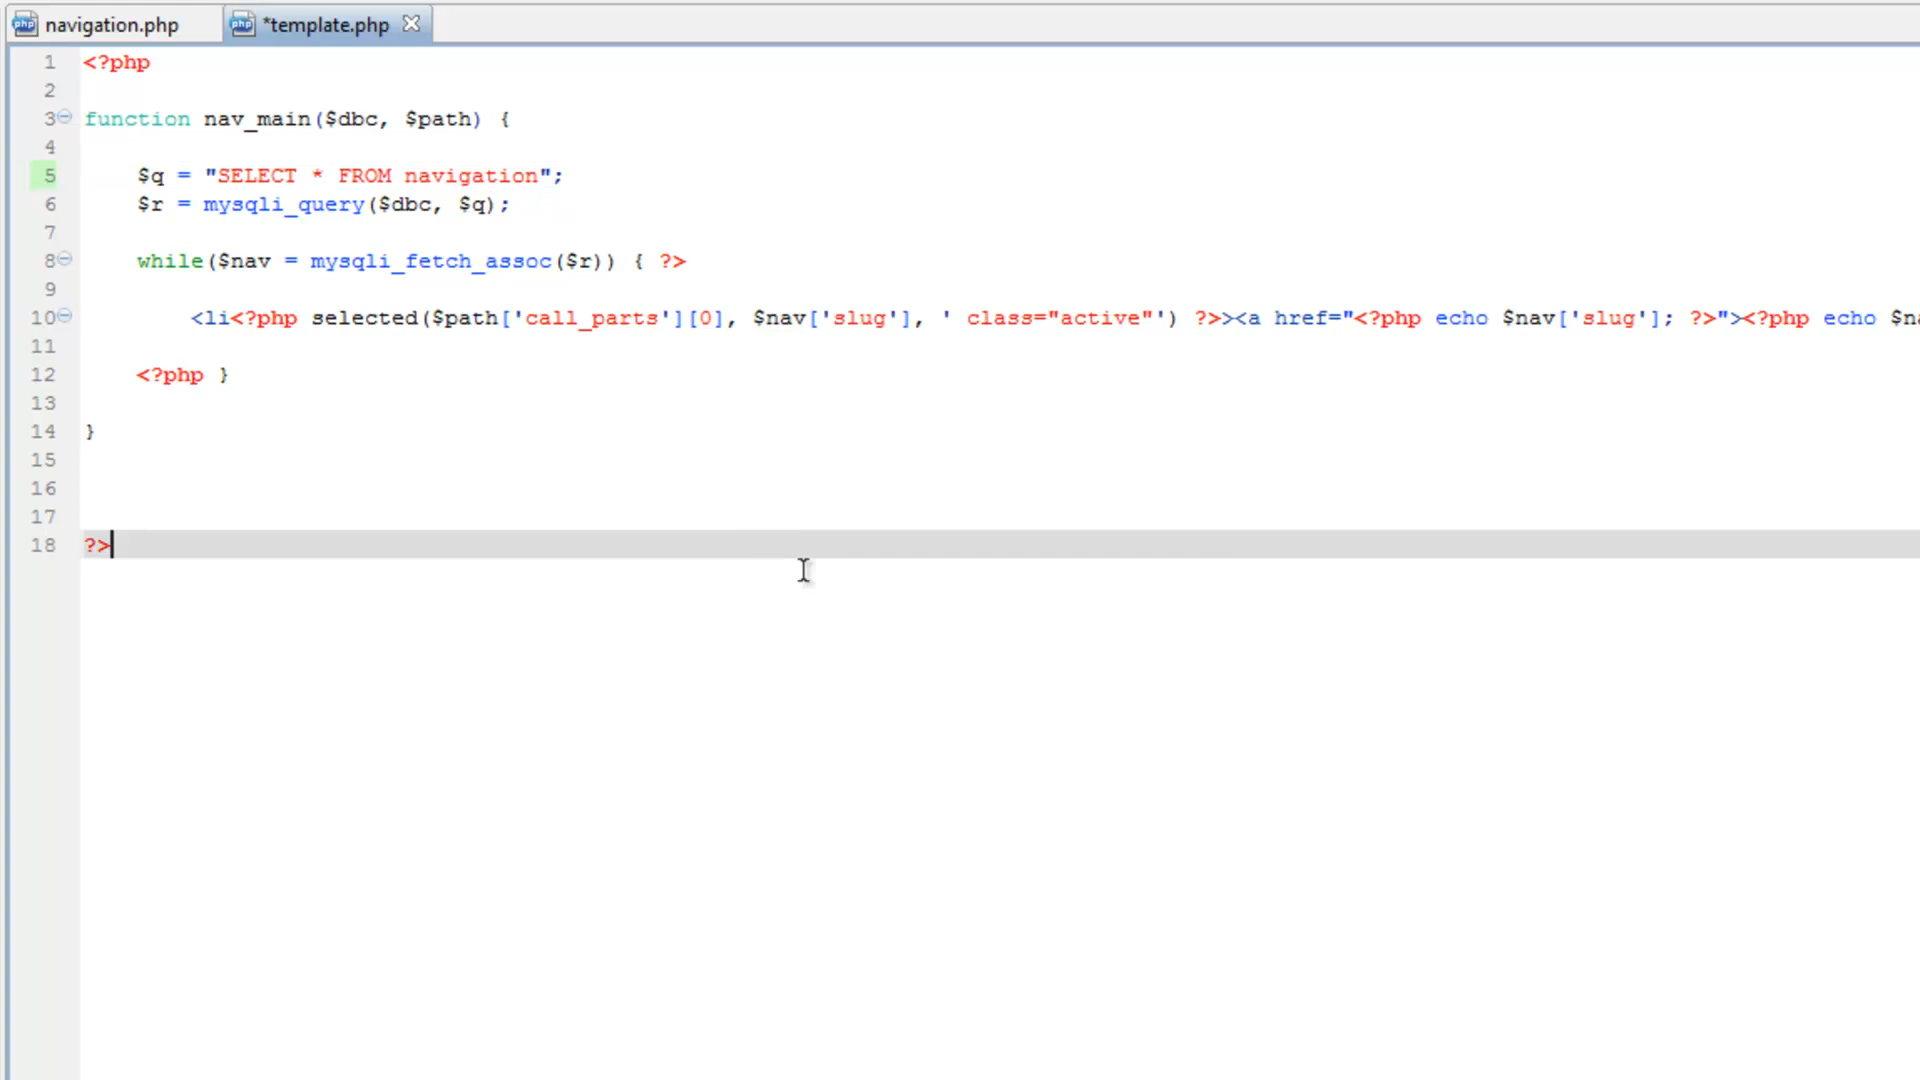 navigation.php *template.php
1 <?php
2
3 function nav_main($dbc, $path) {
4
5 $q = "SELECT * FROM navigation";
6 $r = mysqli_query($dbc, $q);
7
8 while($nav = mysqli_fetch_assoc($r)) { ?>
9
10 <li<?php selected($path['call_parts'][0], $nav['slug'], ' class="active"') ?>><a href="<?php echo $nav['slug']; ?>"><?php echo $na
11
12 <?php }
13
14 }
15
16
17
18 ?>